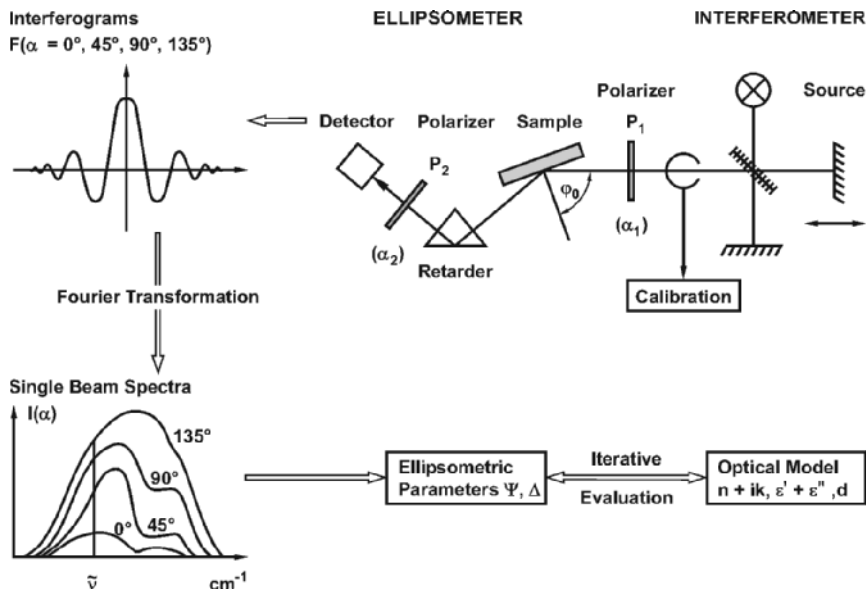 Interferograms
F(α = 0°, 45°, 90°, 135°)
ELLIPSOMETER
INTERFEROMETER
Detector
Polarizer
Sample
Polarizer
Source
P₁
P₂
φ₀
(α₁)
(α₂)
Retarder
Calibration
Fourier Transformation
Single Beam Spectra
I(α)
135°
90°
45°
0°
ṽ
cm⁻¹
Ellipsometric
Parameters Ψ, Δ
Iterative
Evaluation
Optical Model
n + ik, ε' + ε" ,d